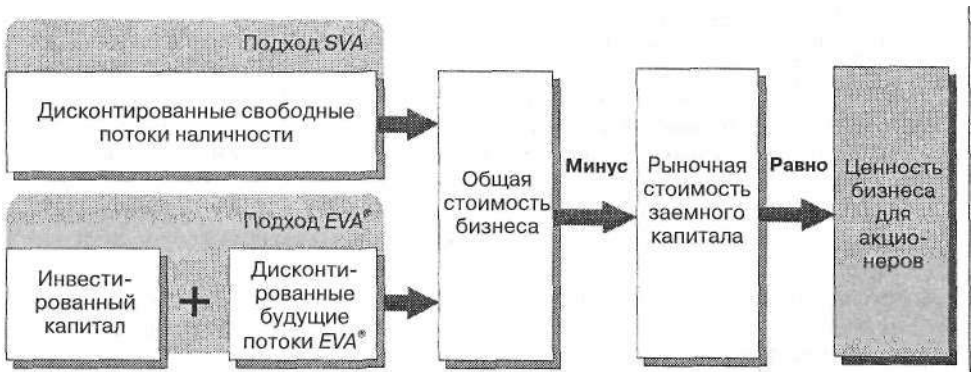 Подход SVA
Дисконтированные свободные
потоки наличности
Подход EVA®
Инвести-
рованный
капитал
+
Дисконти-
рованные
будущие
потоки EVA®
Общая
стоимость
бизнеса
Минус
Рыночная
стоимость
заемного
капитала
Равно
Ценность
бизнеса
для
акцио-
неров